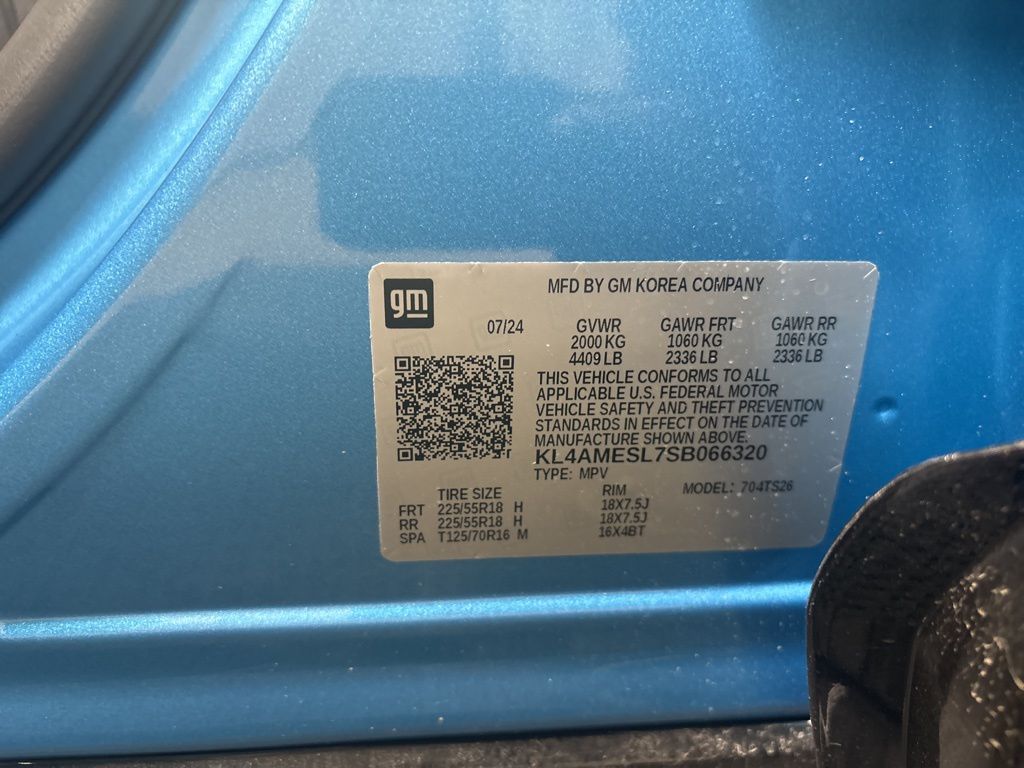 gm
MFD BY GM KOREA COMPANY
07/24 GVWR GAWR FRT GAWR RR
2000 KG 1060 KG 1060 KG
4409 LB 2336 LB 2336 LB
THIS VEHICLE CONFORMS TO ALL
APPLICABLE U.S. FEDERAL MOTOR
VEHICLE SAFETY AND THEFT PREVENTION
STANDARDS IN EFFECT ON THE DATE OF
MANUFACTURE SHOWN ABOVE.
KL4AMESL7SB066320
TYPE: MPV
TIRE SIZE RIM MODEL: 704TS26
FRT 225/55R18 H 18X7.5J
RR 225/55R18 H 18X7.5J
SPA T125/70R16 M 16X4BT